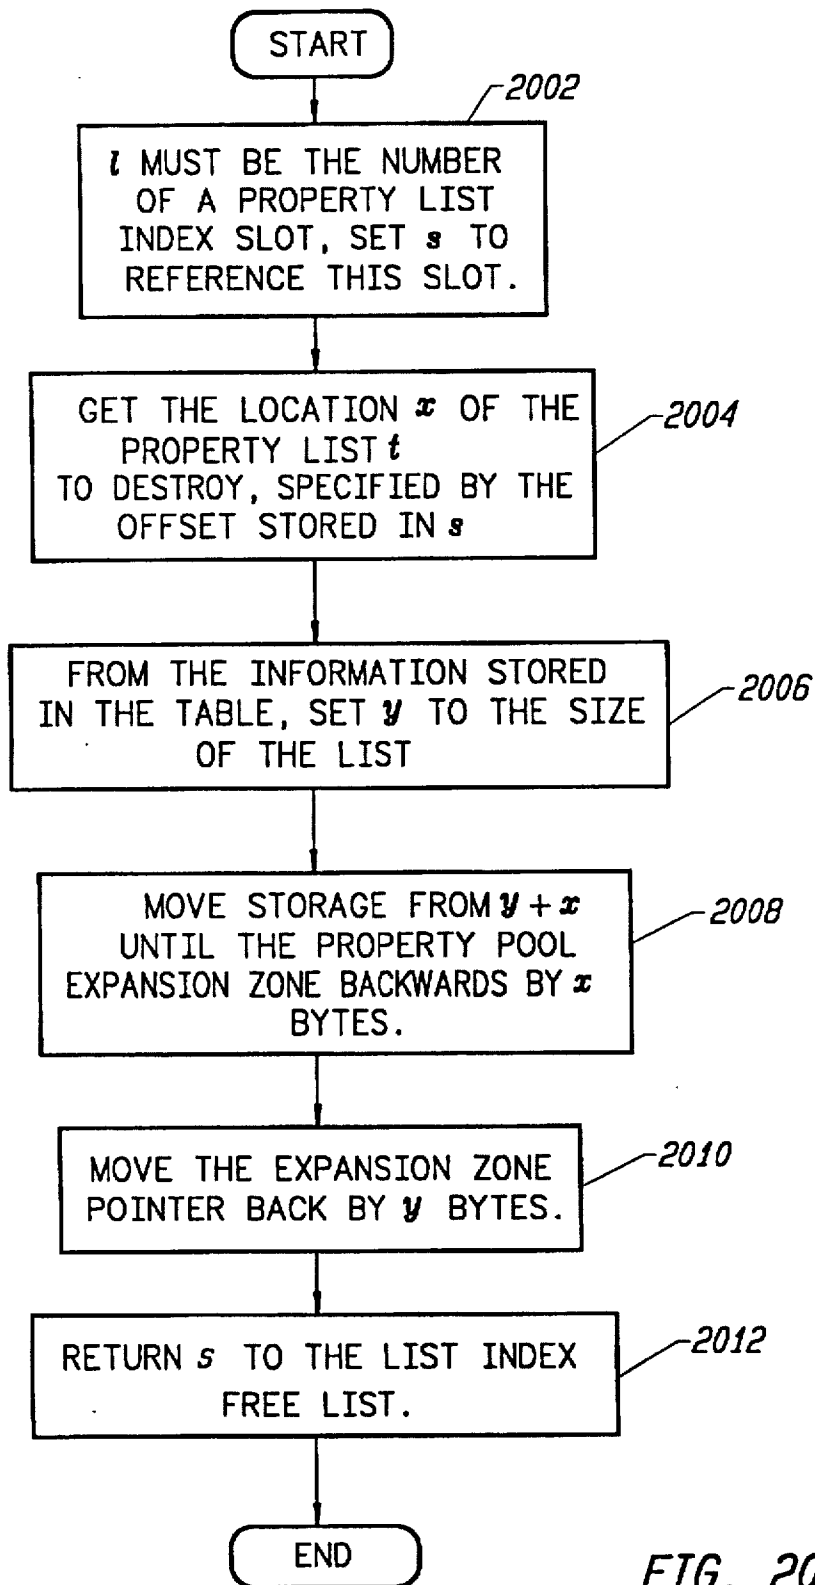 START
2002
l MUST BE THE NUMBER
OF A PROPERTY LIST
INDEX SLOT, SET s TO
REFERENCE THIS SLOT.
GET THE LOCATION x OF THE
PROPERTY LIST t
TO DESTROY, SPECIFIED BY THE
OFFSET STORED IN s
2004
FROM THE INFORMATION STORED
IN THE TABLE, SET y TO THE SIZE
OF THE LIST
2006
MOVE STORAGE FROM y + x
UNTIL THE PROPERTY POOL
EXPANSION ZONE BACKWARDS BY x
BYTES.
2008
MOVE THE EXPANSION ZONE
POINTER BACK BY y BYTES.
2010
RETURN s TO THE LIST INDEX
FREE LIST.
2012
END
FIG. 20